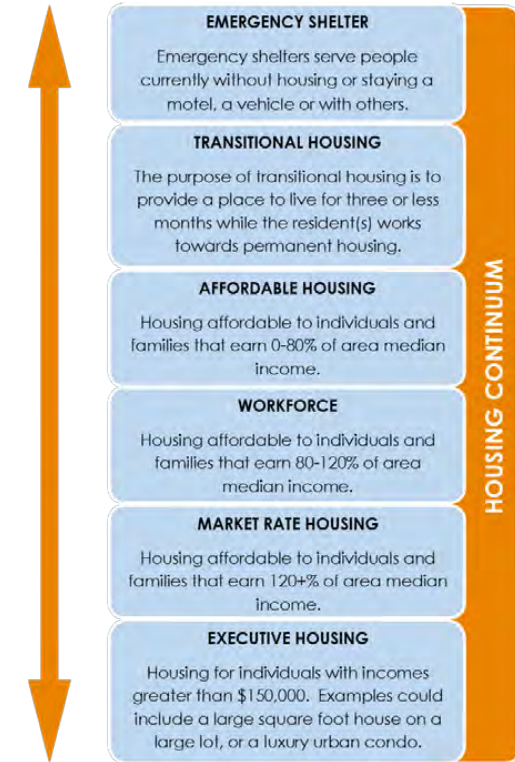 EMERGENCY SHELTER
Emergency shelters serve people
currently without housing or staying a
motel, a vehicle or with others.
TRANSITIONAL HOUSING
The purpose of transitional housing is to
provide a place to live for three or less
months while the resident(s) works
towards permanent housing.
AFFORDABLE HOUSING
Housing affordable to individuals and
families that earn 0-80% of area median
income.
WORKFORCE
Housing affordable to individuals and
families that earn 80-120% of area
median income.
MARKET RATE HOUSING
Housing affordable to individuals and
families that earn 120+% of area median
income.
EXECUTIVE HOUSING
Housing for individuals with incomes
greater than $150,000. Examples could
include a large square foot house on a
large lot, or a luxury urban condo.
HOUSING CONTINUUM